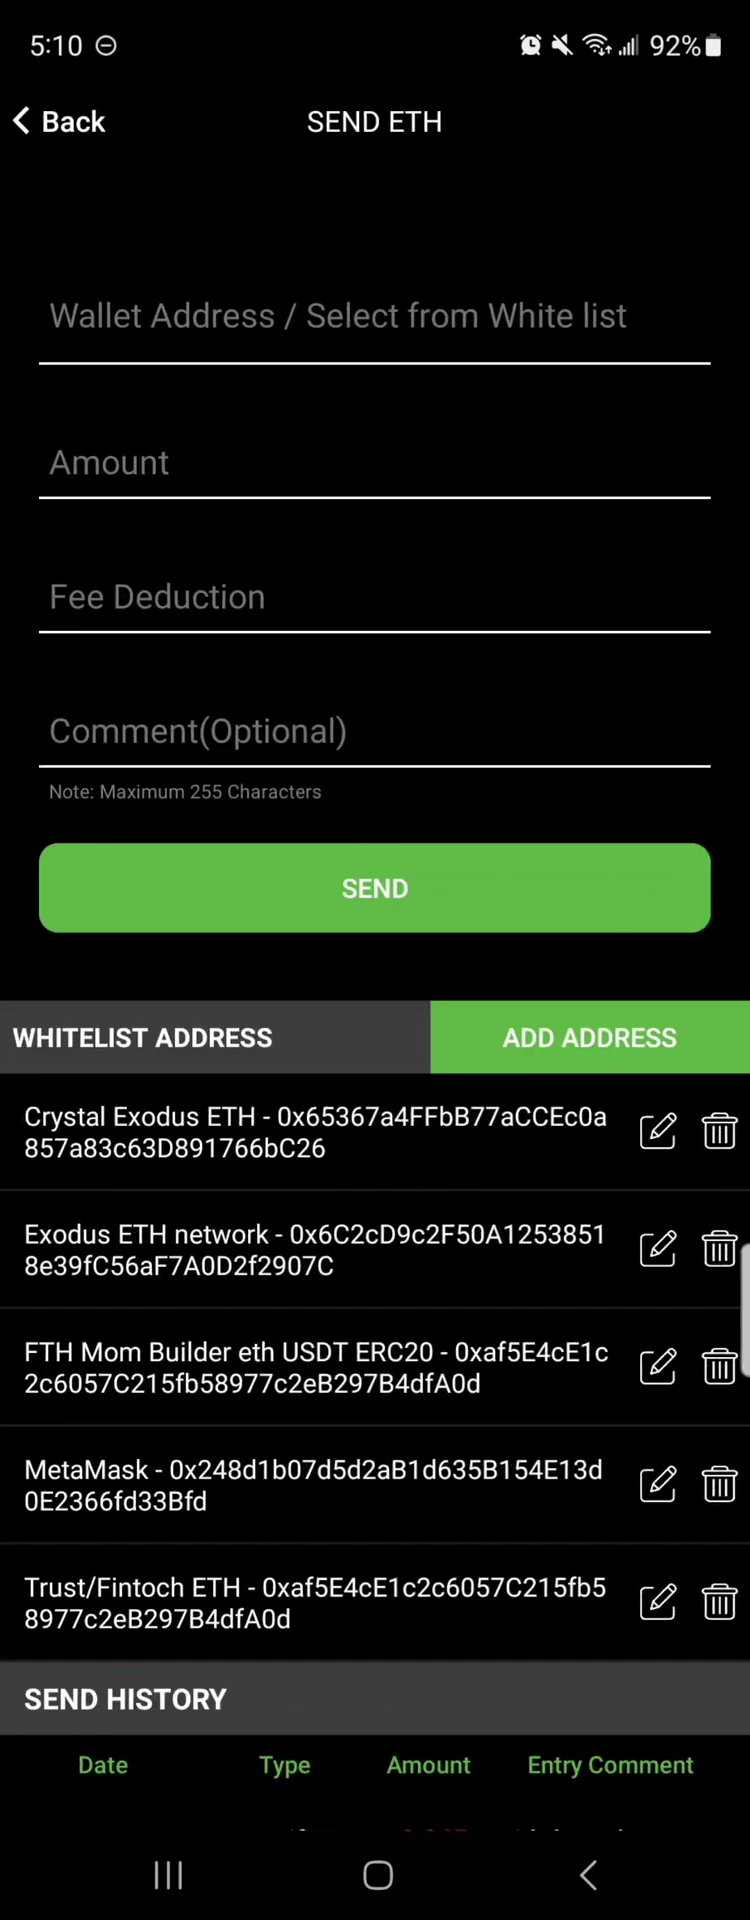 5:10
92%
Back
SEND ETH
Wallet Address / Select from White list
Amount
Fee Deduction
Comment(Optional)
Note: Maximum 255 Characters
SEND
WHITELIST ADDRESS
ADD ADDRESS
Crystal Exodus ETH - 0x65367a4FFbB77aCCEc0a
857a83c63D891766bC26
Exodus ETH network - 0x6C2cD9c2F50A1253851
8e39fC56aF7A0D2f2907C
FTH Mom Builder eth USDT ERC20 - 0xaf5E4cE1c
2c6057C215fb58977c2eB297B4dfA0d
MetaMask - 0x248d1b07d5d2aB1d635B154E13d
0E2366fd33Bfd
Trust/Fintoch ETH - 0xaf5E4cE1c2c6057C215fb5
8977c2eB297B4dfA0d
SEND HISTORY
Date Type Amount Entry Comment